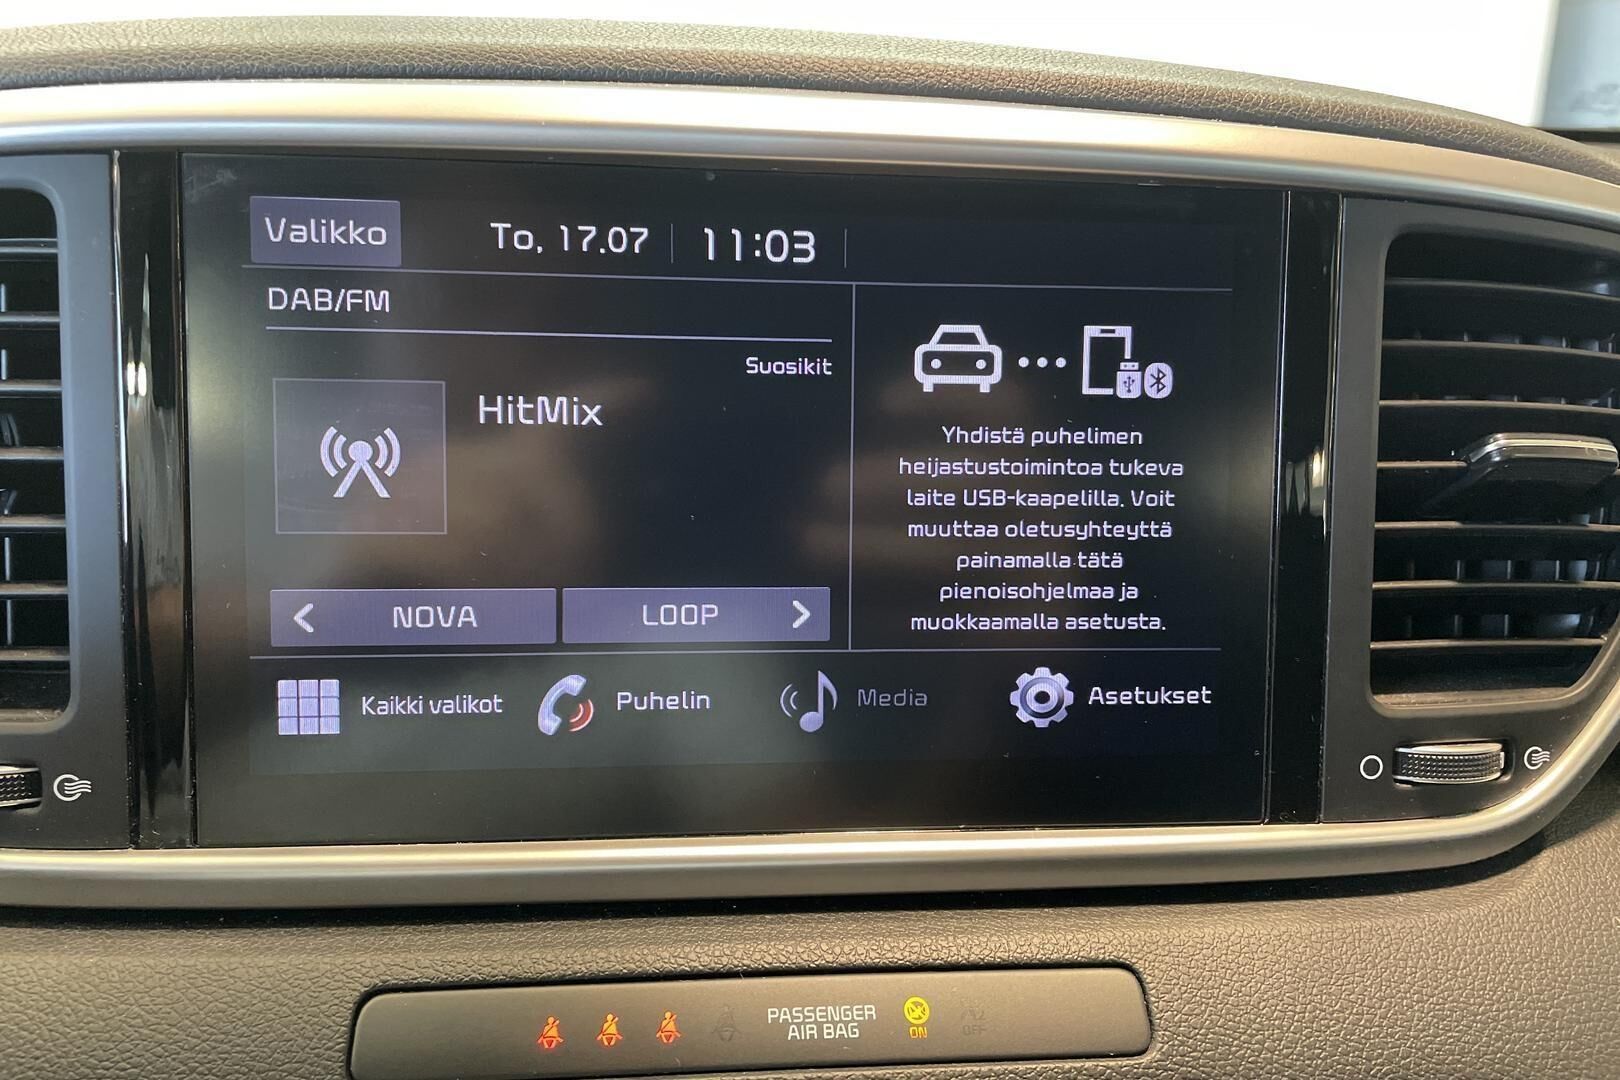 Valikko
To, 17.07
11:03
DAB/FM
Suosikit
HitMix
NOVA
LOOP
Yhdistä puhelimen
heijastustoimintoa tukeva
laite USB-kaapelilla. Voit
muuttaa oletusyhteyttä
painamalla tätä
pienoisohjelmaa ja
muokkaamalla asetusta.
Kaikki valikot
Puhelin
Media
Asetukset
PASSENGER
AIR BAG
ON
OFF